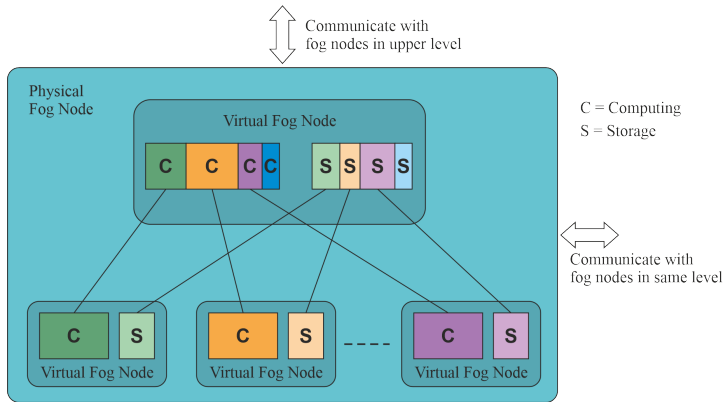 Communicate with
fog nodes in upper level
Physical
Fog Node
Virtual Fog Node
C C C C S S S S
C = Computing
S = Storage
Communicate with
fog nodes in same level
C S C S C S
Virtual Fog Node Virtual Fog Node Virtual Fog Node